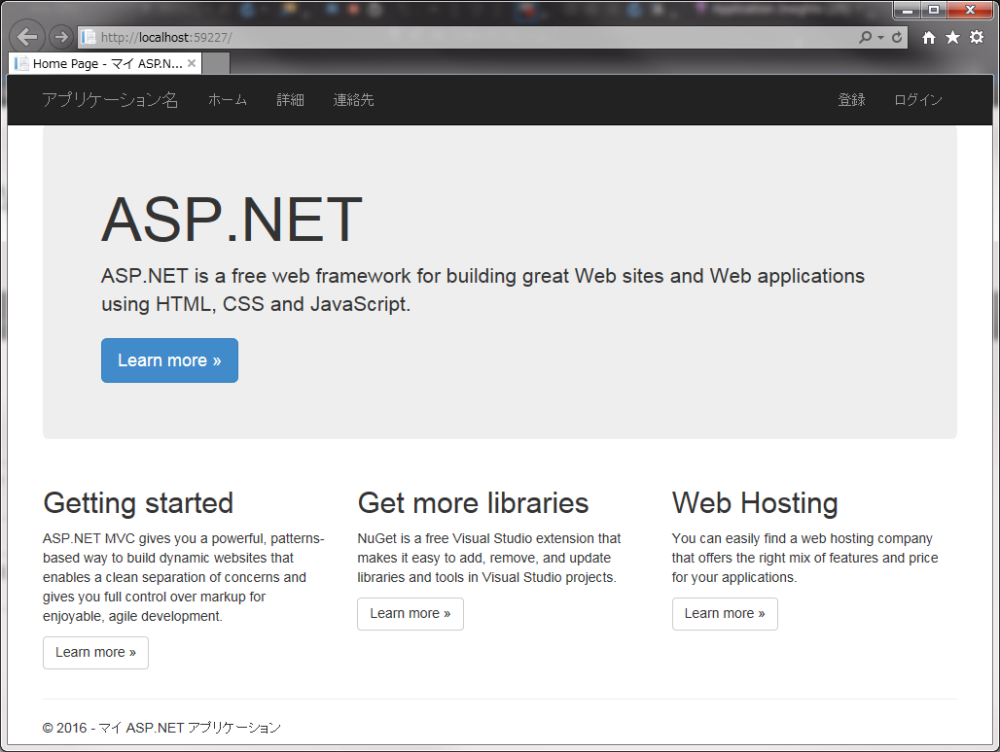 http://localhost:59227/
Home Page - マイ ASP.N...
アプリケーション名 ホーム 詳細 連絡先 登録 ログイン
ASP.NET
ASP.NET is a free web framework for building great Web sites and Web applications
using HTML, CSS and JavaScript.
Learn more »
Getting started
ASP.NET MVC gives you a powerful, patterns-
based way to build dynamic websites that
enables a clean separation of concerns and
gives you full control over markup for
enjoyable, agile development.
Learn more »
Get more libraries
NuGet is a free Visual Studio extension that
makes it easy to add, remove, and update
libraries and tools in Visual Studio projects.
Learn more »
Web Hosting
You can easily find a web hosting company
that offers the right mix of features and price
for your applications.
Learn more »
© 2016 - マイ ASP.NET アプリケーション